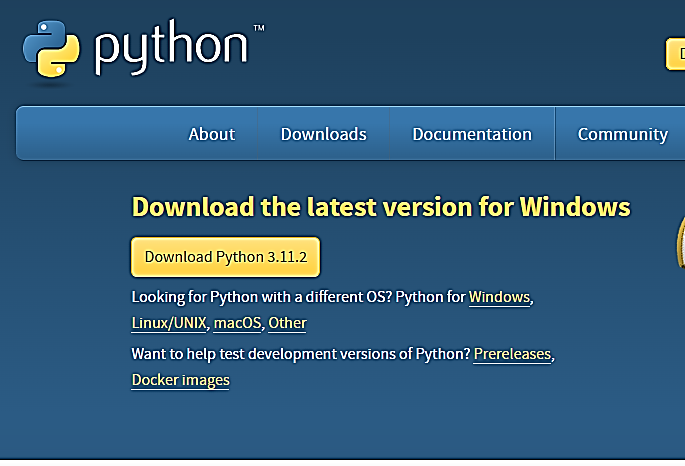 python™
About Downloads Documentation Community
Download the latest version for Windows
Download Python 3.11.2
Looking for Python with a different OS? Python for Windows,
Linux/UNIX, macOS, Other
Want to help test development versions of Python? Prereleases,
Docker images